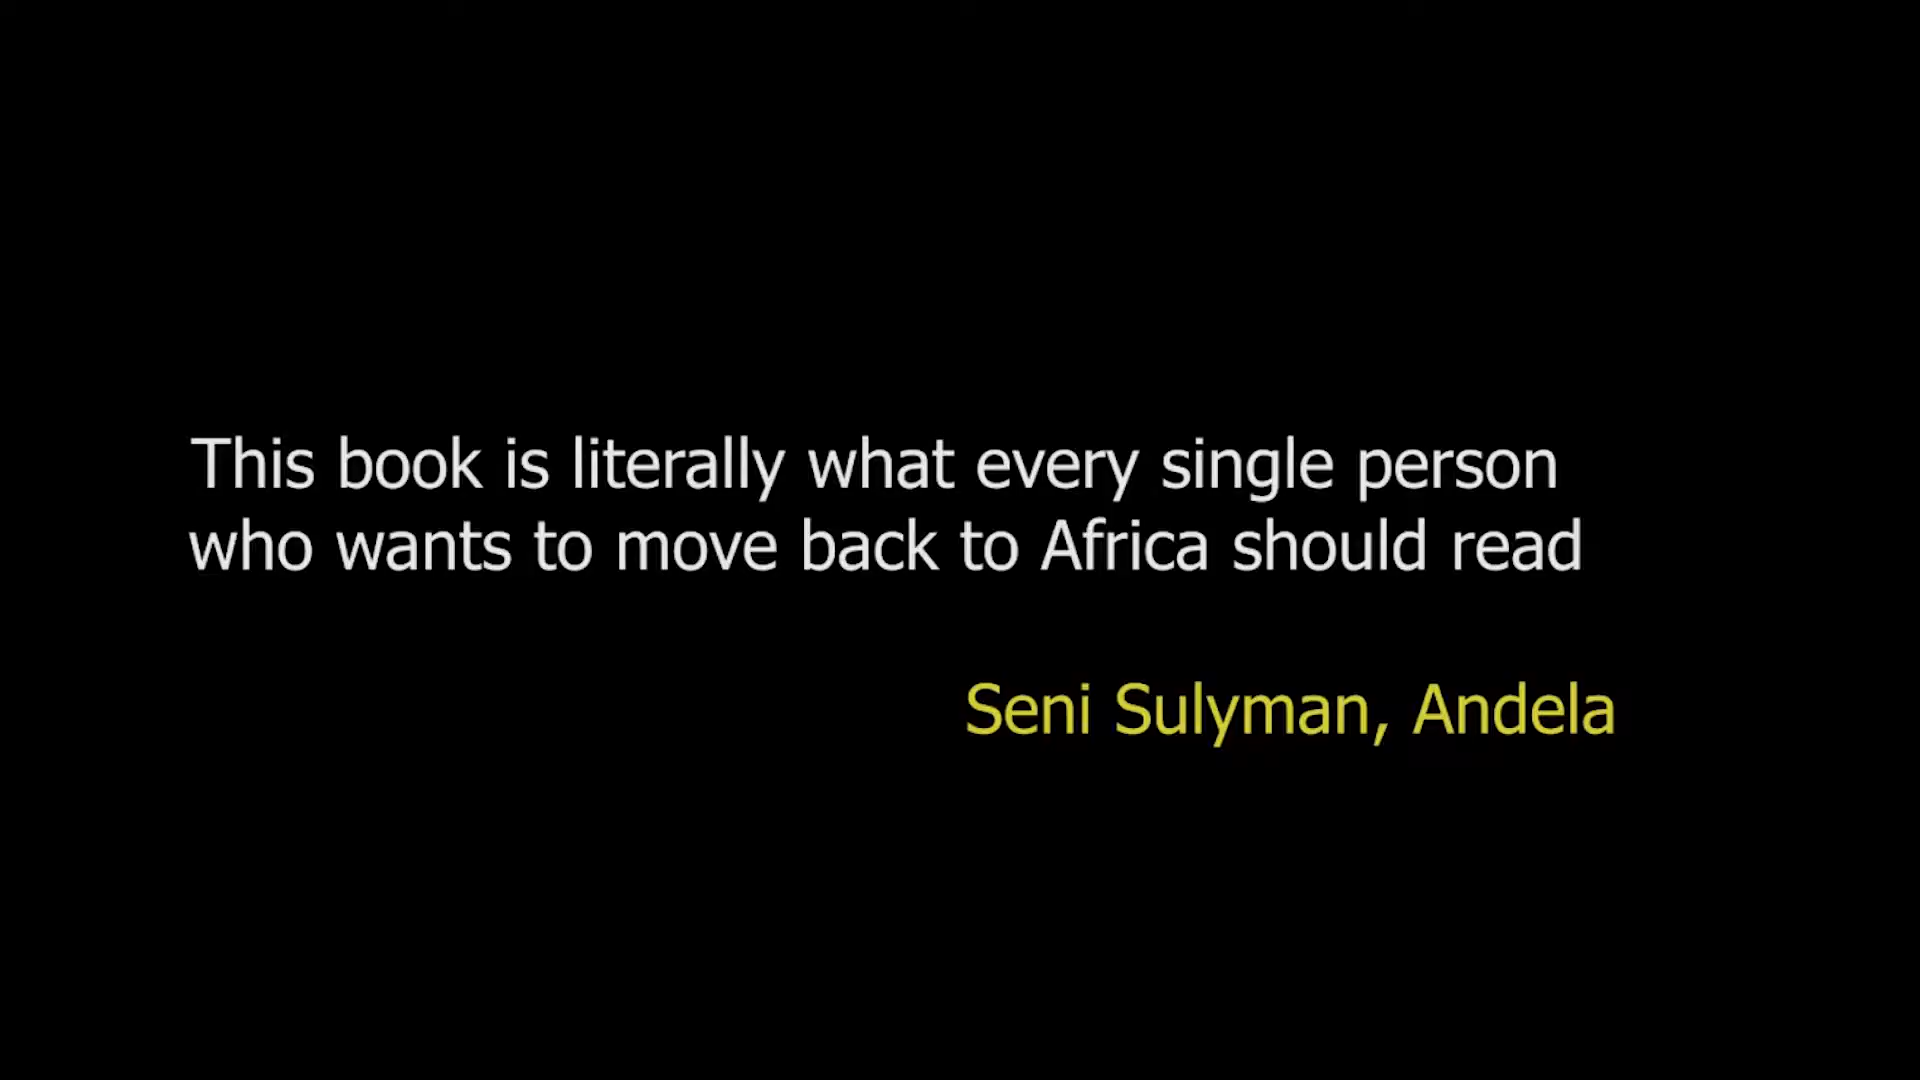 This book is literally what every single person
who wants to move back to Africa should read
Seni Sulyman, Andela